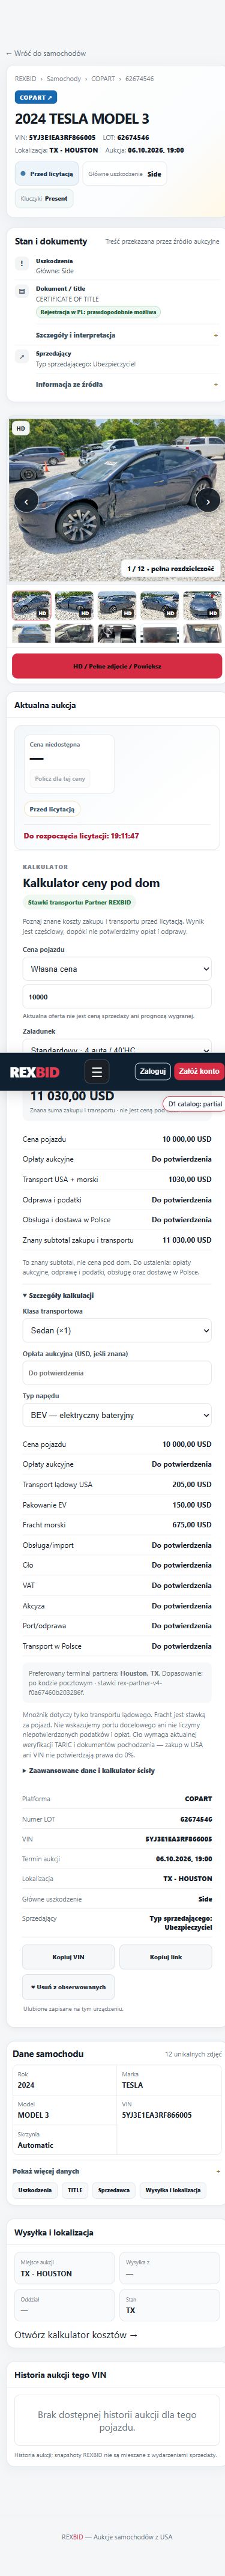 ← Wróć do samochodów
REXBID › Samochody › COPART › 62674546
COPART ↗
2024 TESLA MODEL 3
VIN: 5YJ3E1EA3RF866005 LOT: 62674546
Lokalizacja: TX - HOUSTON Aukcja: 06.10.2026, 19:00
Przed licytacją
Główne uszkodzenie Side
Kluczyki Present
Stan i dokumenty
Treść przekazana przez źródło aukcyjne
!
Uszkodzenia
Główne: Side
Dokument / title
CERTIFICATE OF TITLE
Rejestracja w PL: prawdopodobnie możliwa
Szczegóły i interpretacja +
↗
Sprzedający
Typ sprzedającego: Ubezpieczyciel
Informacja ze źródła +
HD
‹ ›
1 / 12 • pełna rozdzielczość
HD HD HD HD HD
HD / Pełne zdjęcie / Powiększ
Aktualna aukcja
Cena niedostępna
—
Policz dla tej ceny
Przed licytacją
Do rozpoczęcia licytacji: 19:11:47
KALKULATOR
Kalkulator ceny pod dom
Stawki transportu: Partner REXBID
Poznaj znane koszty zakupu i transportu przed licytacją. Wynik
jest częściowy, dopóki nie potwierdzimy opłat i odprawy.
Cena pojazdu
Własna cena
10000
Aktualna oferta nie jest ceną sprzedaży ani prognozą wygranej.
Załadunek
Standardowy · 4 auta / 40'HC
REXBID
☰
Zaloguj
Załóż konto
11 030,00 USD
D1 catalog: partial
Znana suma zakupu i transportu · nie jest ceną pod
Cena pojazdu 10 000,00 USD
Opłaty aukcyjne Do potwierdzenia
Transport USA + morski 1030,00 USD
Odprawa i podatki Do potwierdzenia
Obsługa i dostawa w Polsce Do potwierdzenia
Znany subtotal zakupu i transportu 11 030,00 USD
To znany subtotal, nie cena pod dom. Do ustalenia: opłaty
aukcyjne, odprawę i podatki, obsługę oraz dostawę w Polsce.
▼ Szczegóły kalkulacji
Klasa transportowa
Sedan (×1)
Opłata aukcyjna (USD, jeśli znana)
Do potwierdzenia
Typ napędu
BEV — elektryczny bateryjny
Cena pojazdu 10 000,00 USD
Opłaty aukcyjne Do potwierdzenia
Transport lądowy USA 205,00 USD
Pakowanie EV 150,00 USD
Fracht morski 675,00 USD
Obsługa/import Do potwierdzenia
Cło Do potwierdzenia
VAT Do potwierdzenia
Akcyza Do potwierdzenia
Port/odprawa Do potwierdzenia
Transport w Polsce Do potwierdzenia
Preferowany terminal partnera: Houston, TX. Dopasowanie:
po kodzie pocztowym · stawki rex-partner-v4-
f0a67460b203286f.
Mnożnik dotyczy tylko transportu lądowego. Fracht jest stawką
za pojazd. Nie wskazujemy portu docelowego ani nie liczymy
niepotwierdzonych podatków i opłat. Cło wymaga aktualnej
weryfikacji TARIC i dokumentów pochodzenia — zakup w USA
ani VIN nie potwierdzają prawa do 0%.
▶ Zaawansowane dane i kalkulator ścisły
Platforma COPART
Numer LOT 62674546
VIN 5YJ3E1EA3RF866005
Termin aukcji 06.10.2026, 19:00
Lokalizacja TX - HOUSTON
Główne uszkodzenie Side
Sprzedający Typ sprzedającego:
Ubezpieczyciel
Kopiuj VIN
Kopiuj link
♥ Usuń z obserwowanych
Ulubione zapisane na tym urządzeniu.
Dane samochodu
12 unikalnych zdjęć
Rok
2024
Marka
TESLA
Model
MODEL 3
VIN
5YJ3E1EA3RF866005
Skrzynia
Automatic
Pokaż więcej danych +
Uszkodzenia
TITLE
Sprzedawca
Wysyłka i lokalizacja
Wysyłka i lokalizacja
Miejsce aukcji
TX - HOUSTON
Wysyłka z
—
Oddział
—
Stan
TX
Otwórz kalkulator kosztów →
Historia aukcji tego VIN
Brak dostępnej historii aukcji dla tego
pojazdu.
Historia aukcji: snapshoty REXBID nie są mieszane z wydarzeniami sprzedaży.
REXBID — Aukcje samochodów z USA